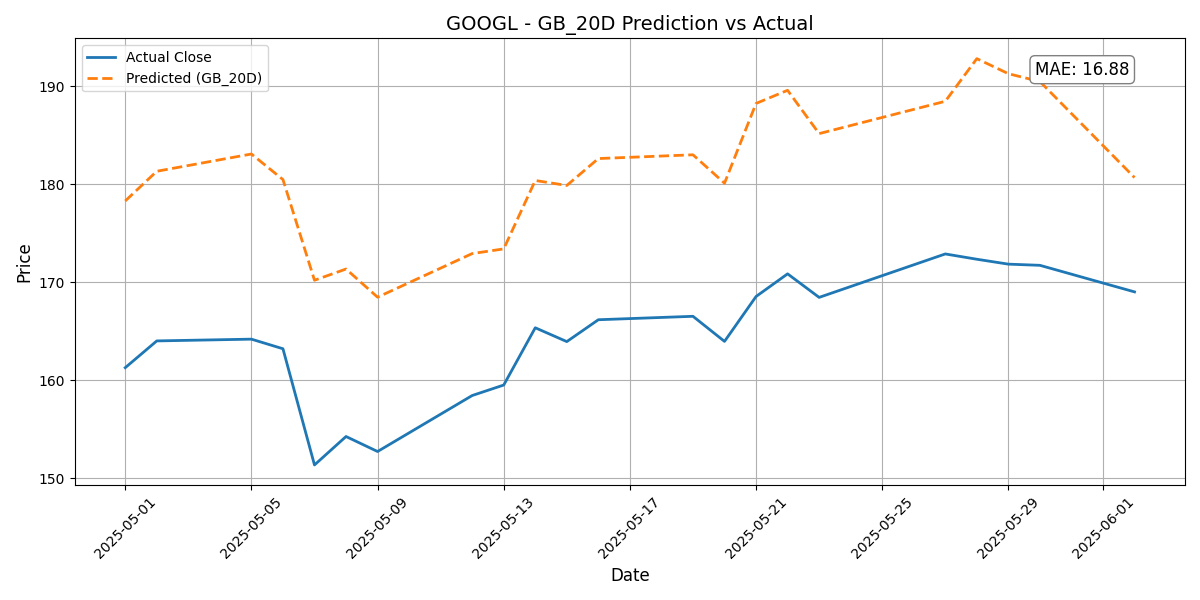 GOOGL - GB_20D Prediction vs Actual
Actual Close
Predicted (GB_20D)
MAE: 16.88
Price
190
180
170
160
150
2025-05-01
2025-05-05
2025-05-09
2025-05-13
2025-05-17
2025-05-21
2025-05-25
2025-05-29
2025-06-01
Date